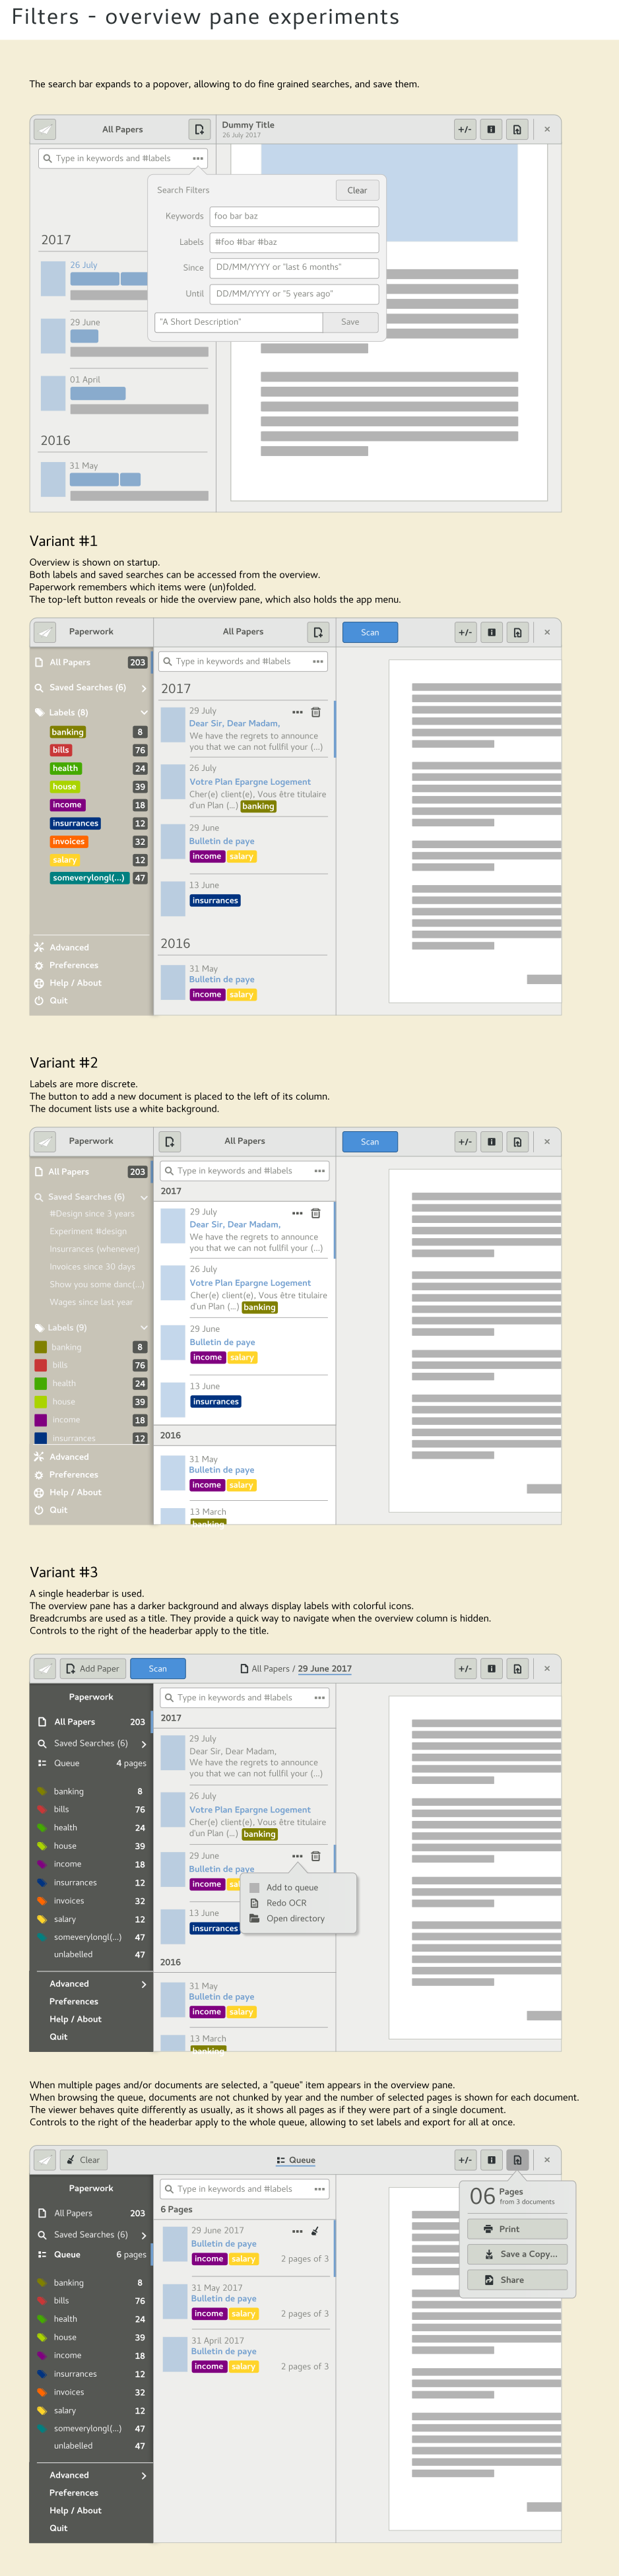 Filters - overview pane experiments
The search bar expands to a popover, allowing to do fine grained searches, and save them.
All Papers
Dummy Title
26 July 2017
+/-
Type in keywords and #labels
Search Filters
Clear
Keywords
foo bar baz
Labels
#foo #bar #baz
Since
DD/MM/YYYY or "last 6 months"
Until
DD/MM/YYYY or "5 years ago"
"A Short Description"
Save
2017
26 July
29 June
01 April
2016
31 May
Variant #1
Overview is shown on startup.
Both labels and saved searches can be accessed from the overview.
Paperwork remembers which items were (un)folded.
The top-left button reveals or hide the overview pane, which also holds the app menu.
Paperwork
All Papers
Scan
+/-
All Papers 203
Saved Searches (6)
Labels (8)
banking 8
bills 76
health 24
house 39
income 18
insurrances 12
invoices 32
salary 12
someverylongl(...) 47
Advanced
Preferences
Help / About
Quit
Type in keywords and #labels
2017
29 July
Dear Sir, Dear Madam,
We have the regrets to announce
you that we can not fullfil your (...)
26 July
Votre Plan Epargne Logement
Cher(e) client(e), Vous être titulaire
d'un Plan (...) banking
29 June
Bulletin de paye
income salary
13 June
insurrances
2016
31 May
Bulletin de paye
income salary
Variant #2
Labels are more discrete.
The button to add a new document is placed to the left of its column.
The document lists use a white background.
Paperwork
All Papers
Scan
+/-
All Papers 203
Saved Searches (6)
#Design since 3 years
Experiment #design
Insurrances (whenever)
Invoices since 30 days
Show you some danc(...)
Wages since last year
Labels (9)
banking 8
bills 76
health 24
house 39
income 18
insurrances 12
Advanced
Preferences
Help / About
Quit
Type in keywords and #labels
2017
29 July
Dear Sir, Dear Madam,
We have the regrets to announce
you that we can not fullfil your (...)
26 July
Votre Plan Epargne Logement
Cher(e) client(e), Vous être titulaire
d'un Plan (...) banking
29 June
Bulletin de paye
income salary
13 June
insurrances
2016
31 May
Bulletin de paye
income salary
13 March
banking
Variant #3
A single headerbar is used.
The overview pane has a darker background and always display labels with colorful icons.
Breadcrumbs are used as a title. They provide a quick way to navigate when the overview column is hidden.
Controls to the right of the headerbar apply to the title.
Add Paper
Scan
All Papers / 29 June 2017
+/-
Paperwork
All Papers 203
Saved Searches (6)
Queue 4 pages
banking 8
bills 76
health 24
house 39
income 18
insurrances 12
invoices 32
salary 12
someverylongl(...) 47
unlabelled 47
Advanced
Preferences
Help / About
Quit
Type in keywords and #labels
2017
29 July
Dear Sir, Dear Madam,
We have the regrets to announce
you that we can not fullfil your (...)
26 July
Votre Plan Epargne Logement
Cher(e) client(e), Vous être titulaire
d'un Plan (...) banking
29 June
Bulletin de paye
income sa
Add to queue
Redo OCR
Open directory
13 June
insurrances
2016
31 May
Bulletin de paye
income salary
13 March
banking
When multiple pages and/or documents are selected, a "queue" item appears in the overview pane.
When browsing the queue, documents are not chunked by year and the number of selected pages is shown for each document.
The viewer behaves quite differently as usually, as it shows all pages as if they were part of a single document.
Controls to the right of the headerbar apply to the whole queue, allowing to set labels and export for all at once.
Clear
Queue
+/-
Paperwork
All Papers 203
Saved Searches (6)
Queue 6 pages
banking 8
bills 76
health 24
house 39
income 18
insurrances 12
invoices 32
salary 12
someverylongl(...) 47
unlabelled 47
Advanced
Preferences
Help / About
Quit
Type in keywords and #labels
6 Pages
29 June 2017
Bulletin de paye
income salary 2 pages of 3
31 May 2017
Bulletin de paye
income salary 2 pages of 3
31 April 2017
Bulletin de paye
income salary 2 pages of 3
06 Pages
from 3 documents
Print
Save a Copy...
Share